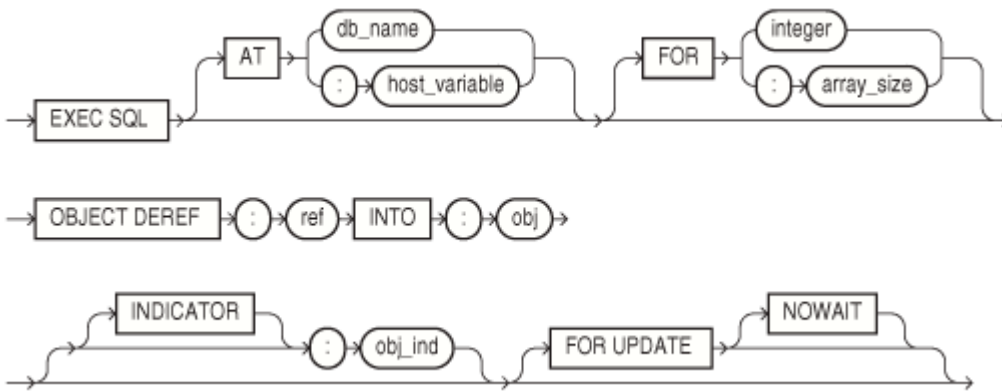 db_name integer
AT FOR
: host_variable : array_size
EXEC SQL
OBJECT DEREF : ref INTO : obj
INDICATOR NOWAIT
: obj_ind FOR UPDATE